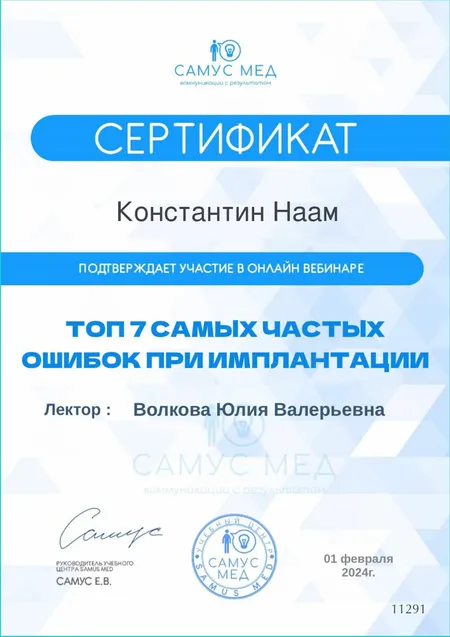 САМУС МЕД
коммуникации с результатом
СЕРТИФИКАТ
Константин Наам
ПОДТВЕРЖДАЕТ УЧАСТИЕ В ОНЛАЙН ВЕБИНАРЕ
ТОП 7 САМЫХ ЧАСТЫХ
ОШИБОК ПРИ ИМПЛАНТАЦИИ
Лектор : Волкова Юлия Валерьевна
САМУС МЕД
коммуникации с результатом
Самус
РУКОВОДИТЕЛЬ УЧЕБНОГО
ЦЕНТРА SAMUS MED
САМУС Е.В.
УЧЕБНЫЙ ЦЕНТР
САМУС
МЕД
SAMUS MED
01 февраля
2024г.
11291